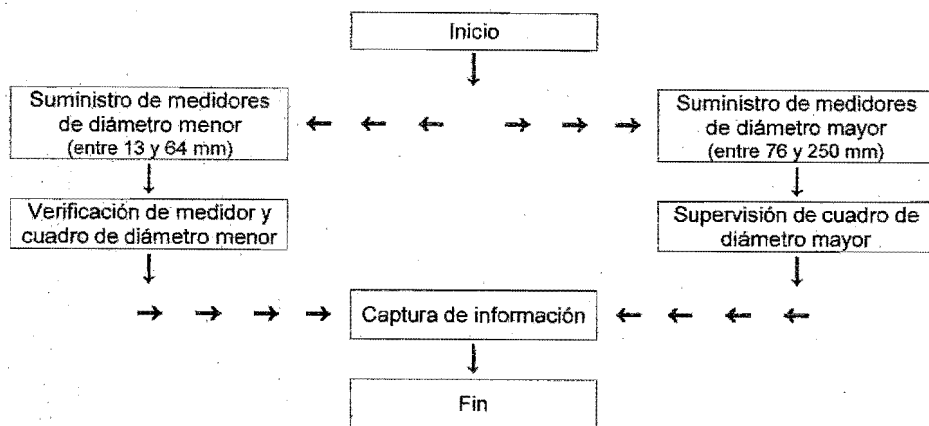 Inicio
Suministro de medidores
de diámetro menor
(entre 13 y 64 mm)
Suministro de medidores
de diámetro mayor
(entre 76 y 250 mm)
Verificación de medidor y
cuadro de diámetro menor
Supervisión de cuadro de
diámetro mayor
Captura de información
Fin